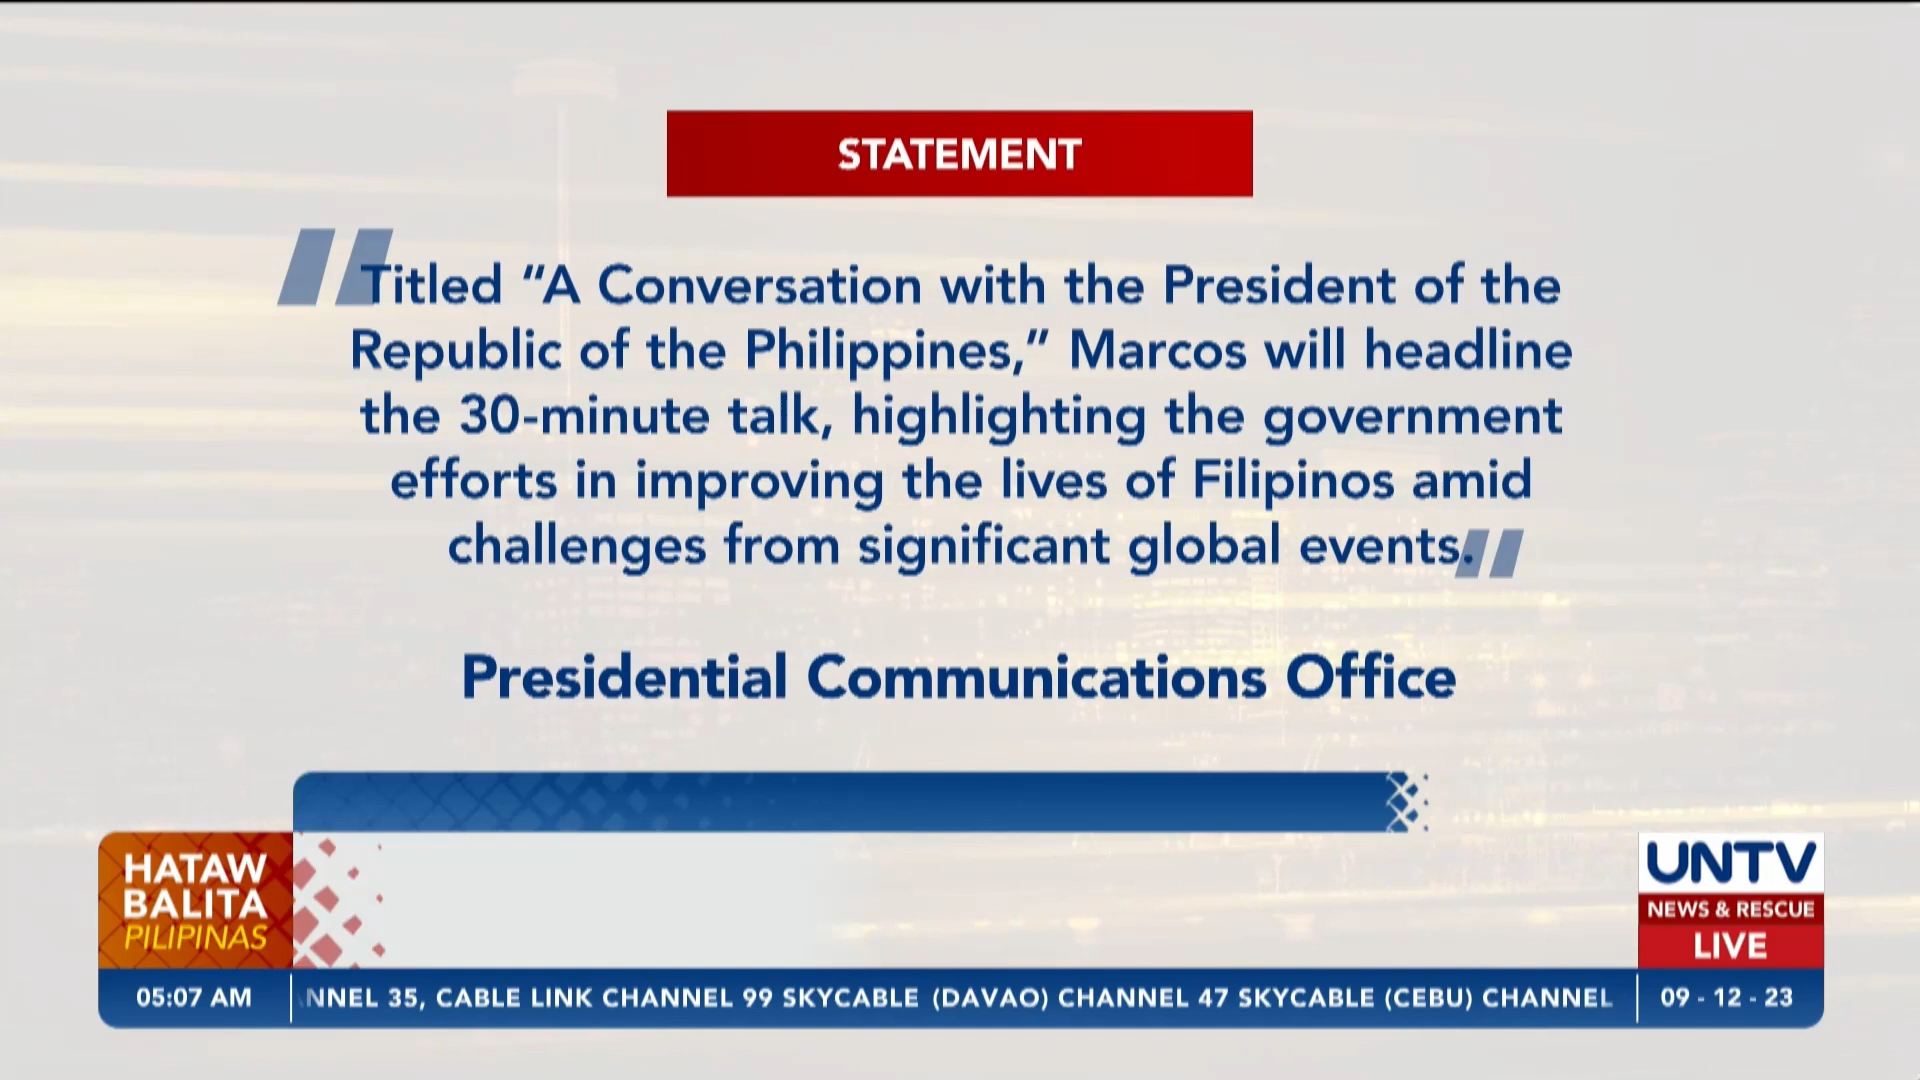 STATEMENT
Titled “A Conversation with the President of the
Republic of the Philippines,” Marcos will headline
the 30-minute talk, highlighting the government
efforts in improving the lives of Filipinos amid
challenges from significant global events.
Presidential Communications Office
HATAW
BALITA
PILIPINAS
UNTV
NEWS & RESCUE
LIVE
05:07 AM
NNEL 35, CABLE LINK CHANNEL 99 SKYCABLE (DAVAO) CHANNEL 47 SKYCABLE (CEBU) CHANNEL
09 - 12 - 23